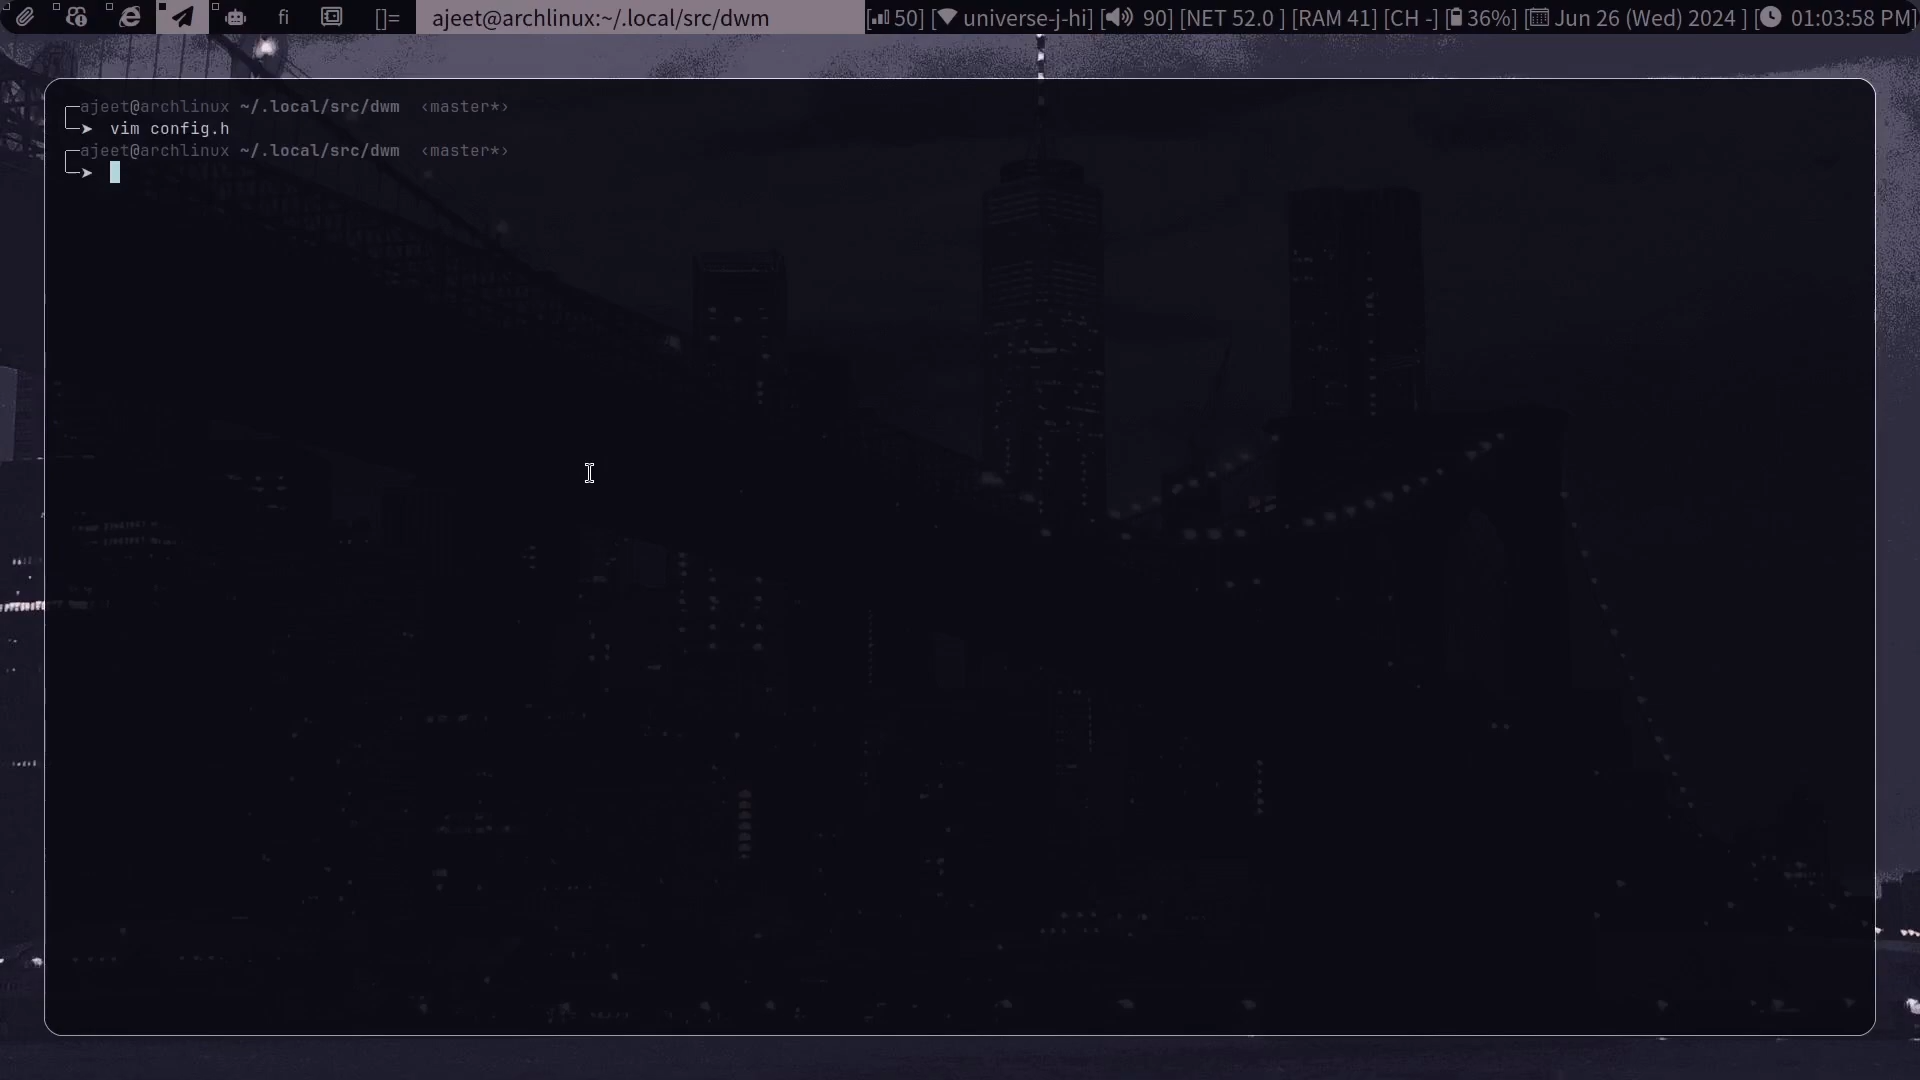 fi []= ajeet@archlinux:~/.local/src/dwm [50] [universe-j-hi] [90] [NET 52.0 ] [RAM 41] [CH -] [36%] [Jun 26 (Wed) 2024 ] [01:03:58 PM]
ajeet@archlinux ~/.local/src/dwm ‹master*›
vim config.h
ajeet@archlinux ~/.local/src/dwm ‹master*›